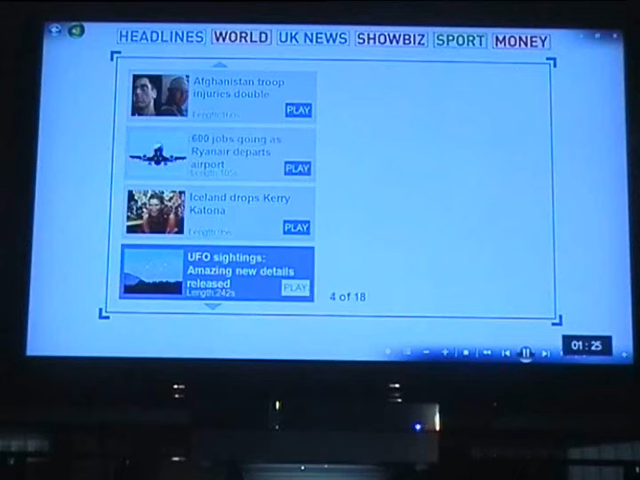 HEADLINES WORLD UK NEWS SHOWBIZ SPORT MONEY
Afghanistan troop
injuries double
PLAY
600 jobs going as
Ryanair departs
airport
Length:105s
PLAY
Iceland drops Kerry
Katona
PLAY
UFO sightings:
Amazing new details
released
Length:242s
PLAY
4 of 18
01:25